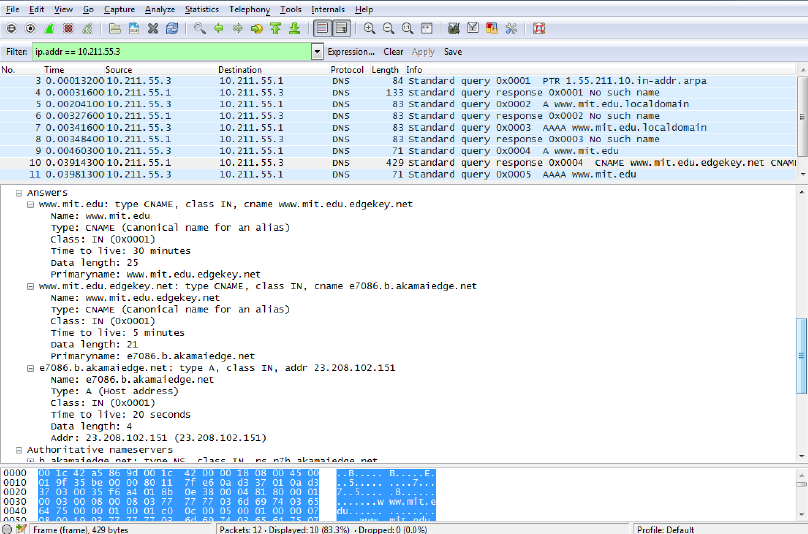 File Edit View Go Capture Analyze Statistics Telephony Tools Internals Help
Filter: ip.addr == 10.211.55.3 Expression... Clear Apply Save
No. Time Source Destination Protocol Length Info
3 0.00013200 10.211.55.3 10.211.55.1 DNS 84 Standard query 0x0001 PTR 1.55.211.10.in-addr.arpa
4 0.00031600 10.211.55.1 10.211.55.3 DNS 133 Standard query response 0x0001 No such name
5 0.00204100 10.211.55.3 10.211.55.1 DNS 83 Standard query 0x0002 A www.mit.edu.localdomain
6 0.00327600 10.211.55.1 10.211.55.3 DNS 83 Standard query response 0x0002 No such name
7 0.00341600 10.211.55.3 10.211.55.1 DNS 83 Standard query 0x0003 AAAA www.mit.edu.localdomain
8 0.00348400 10.211.55.1 10.211.55.3 DNS 83 Standard query response 0x0003 No such name
9 0.00460300 10.211.55.3 10.211.55.1 DNS 71 Standard query 0x0004 A www.mit.edu
10 0.03914300 10.211.55.1 10.211.55.3 DNS 429 Standard query response 0x0004 CNAME www.mit.edu.edgekey.net CNAM
11 0.03981300 10.211.55.3 10.211.55.1 DNS 71 Standard query 0x0005 AAAA www.mit.edu
Answers
www.mit.edu: type CNAME, class IN, cname www.mit.edu.edgekey.net
Name: www.mit.edu
Type: CNAME (Canonical name for an alias)
Class: IN (0x0001)
Time to live: 30 minutes
Data length: 25
Primaryname: www.mit.edu.edgekey.net
www.mit.edu.edgekey.net: type CNAME, class IN, cname e7086.b.akamaiedge.net
Name: www.mit.edu.edgekey.net
Type: CNAME (Canonical name for an alias)
Class: IN (0x0001)
Time to live: 5 minutes
Data length: 21
Primaryname: e7086.b.akamaiedge.net
e7086.b.akamaiedge.net: type A, class IN, addr 23.208.102.151
Name: e7086.b.akamaiedge.net
Type: A (Host address)
Class: IN (0x0001)
Time to live: 20 seconds
Data length: 4
Addr: 23.208.102.151 (23.208.102.151)
Authoritative nameservers
b.akamaiedge.net: type NS, class IN, ns n7b.akamaiedge.net
0000 00 1c 42 a5 86 9d 00 1c 42 00 00 18 08 00 45 00 ..B..... B.....E.
0010 01 9f 35 be 00 00 80 11 7f e6 0a d3 37 01 0a d3 ..5..... ....7...
0020 37 03 00 35 f6 a4 01 8b 0e 38 00 04 81 80 00 01 7..5.... .8......
0030 00 03 00 08 00 08 03 77 77 77 03 6d 69 74 03 65 .......w ww.mit.e
0040 64 75 00 00 01 00 01 c0 0c 00 05 00 01 00 00 07 du...... ........
0050 08 00 19 03 77 77 77 03 6d 69 74 03 65 64 75 07 ....www. mit.edu.
Frame (frame), 429 bytes Packets: 12 · Displayed: 10 (83.3%) · Dropped: 0 (0.0%) Profile: Default